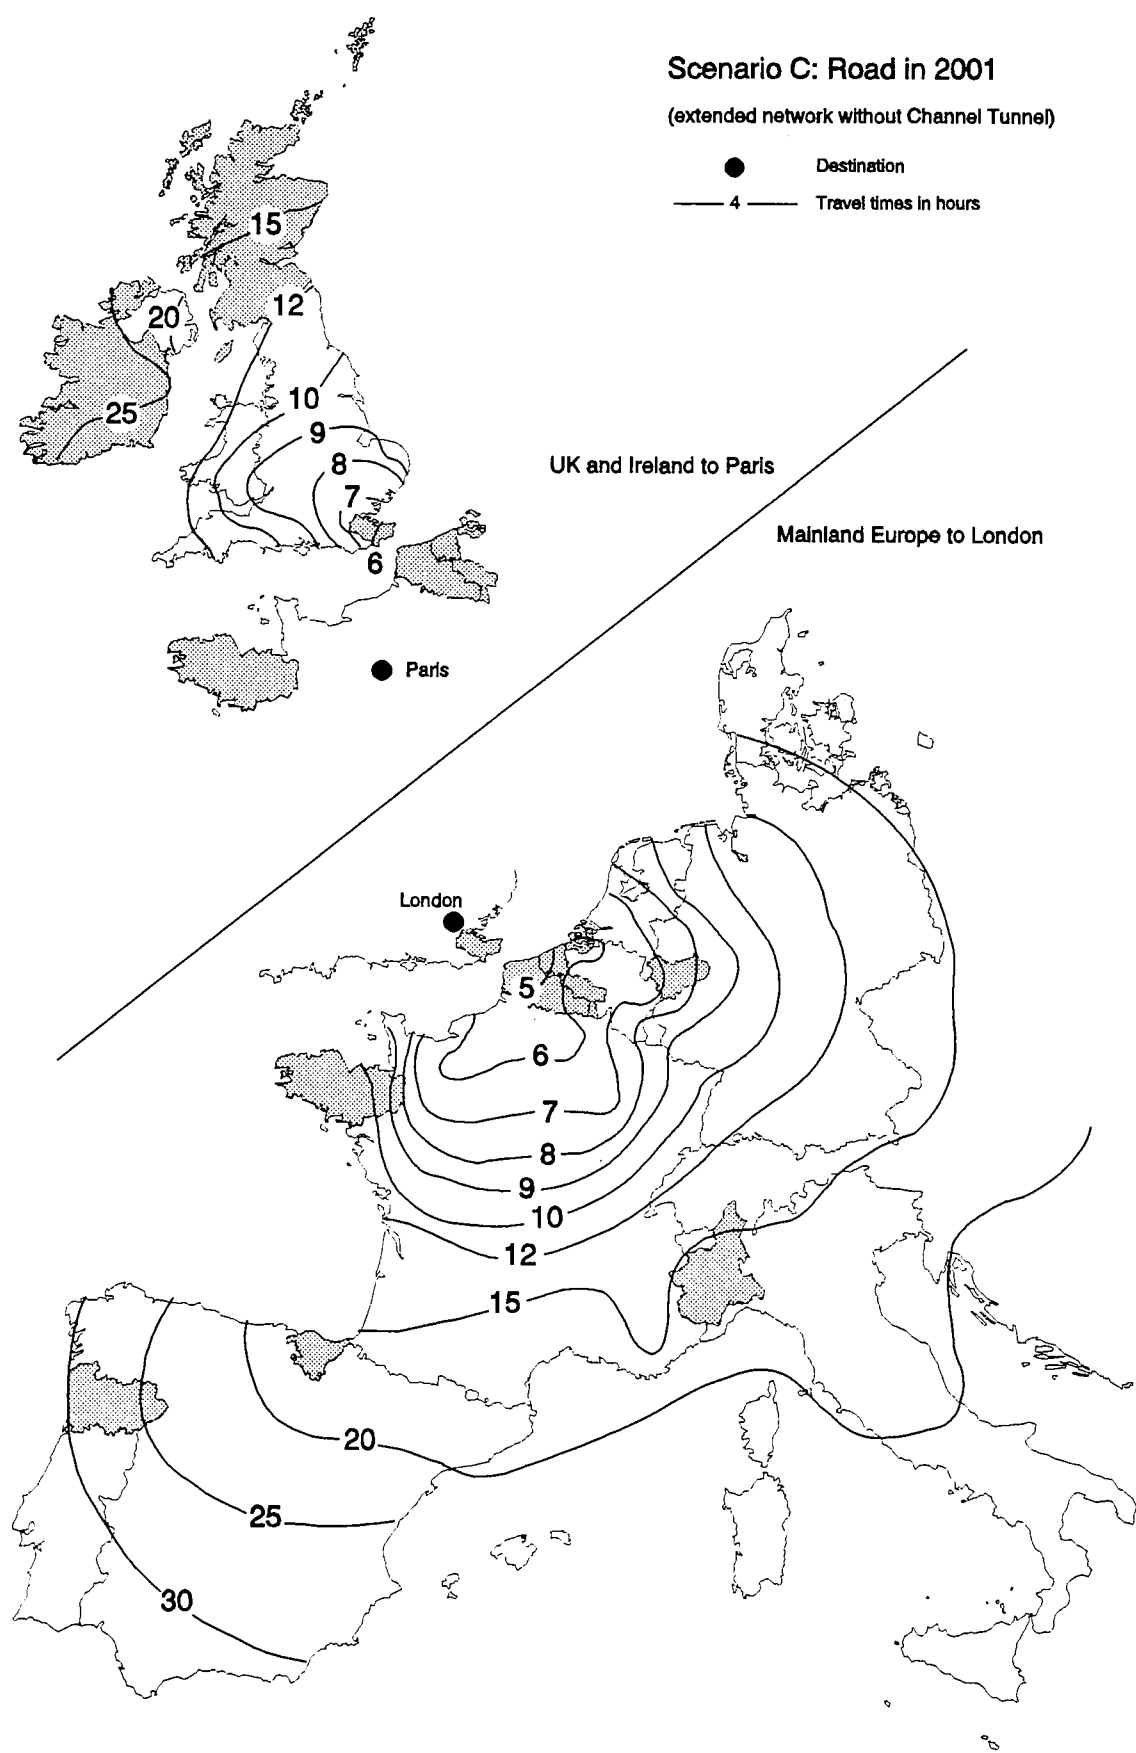 Scenario C: Road in 2001
(extended network without Channel Tunnel)
Destination
4
Travel times in hours
15
12
20
25
10
9
8
7
6
UK and Ireland to Paris
Mainland Europe to London
Paris
London
5
6
7
8
9
10
12
15
20
25
30